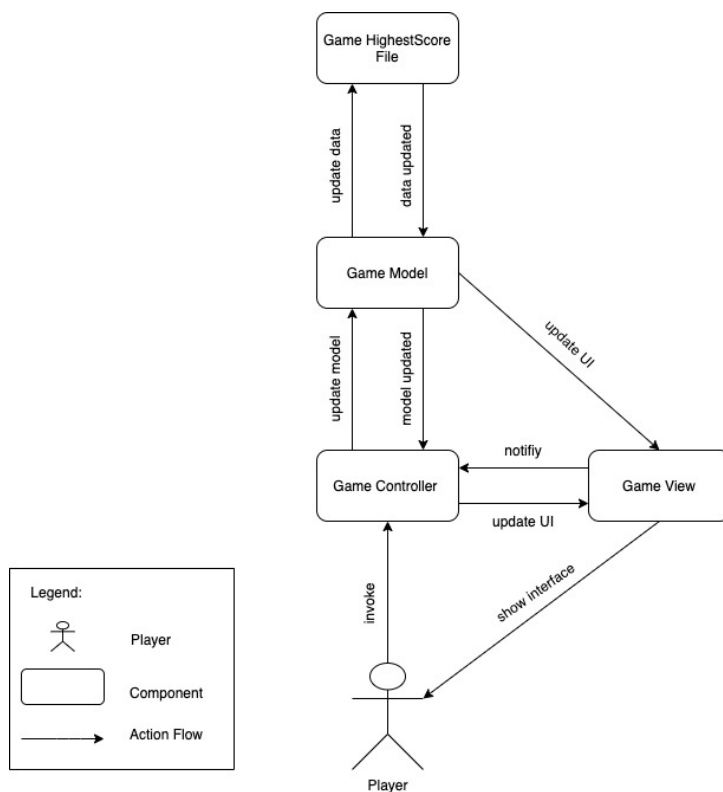 Game HighestScore
File
update data
data updated
Game Model
update UI
update model
model updated
notifiy
Game Controller
Game View
update UI
show interface
invoke
Legend:
Player
Component
Action Flow
Player